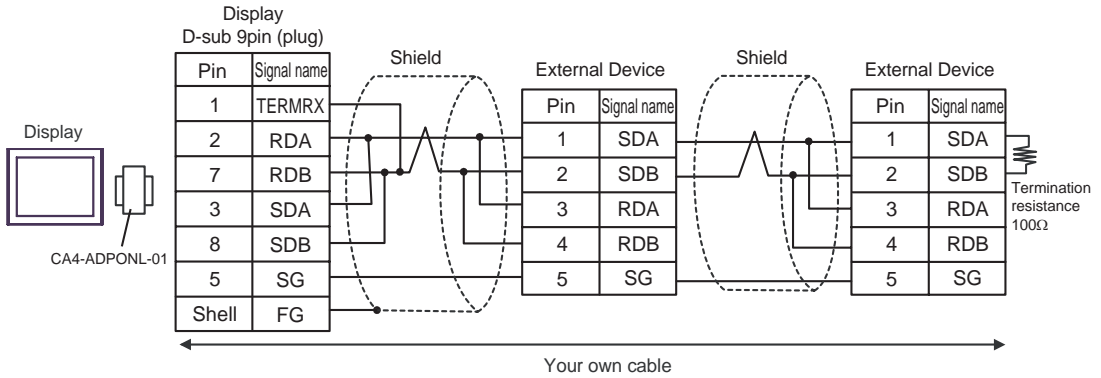 Display
D-sub 9pin (plug)
Shield
External Device
Shield
External Device
Pin Signal name
1 TERMRX
2 RDA
7 RDB
3 SDA
8 SDB
5 SG
Shell FG
Pin Signal name
1 SDA
2 SDB
3 RDA
4 RDB
5 SG
Pin Signal name
1 SDA
2 SDB
3 RDA
4 RDB
5 SG
Display
CA4-ADPONL-01
Termination
resistance
100Ω
Your own cable